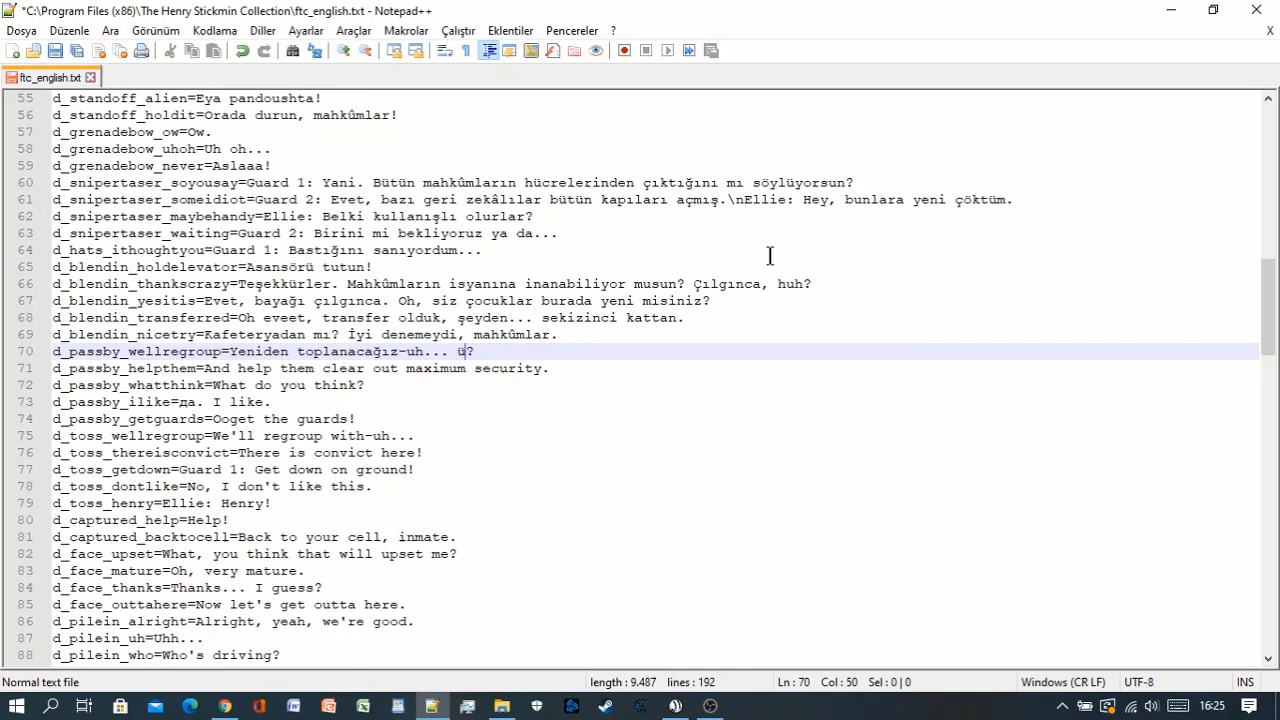 *C:\Program Files (x86)\The Henry Stickmin Collection\ftc_english.txt - Notepad++
Dosya Düzenle Ara Görünüm Kodlama Diller Ayarlar Araçlar Makrolar Çalıştır Eklentiler Pencereler ? X
ftc_english.txt
55 d_standoff_alien=Eya pandoushta!
56 d_standoff_holdit=Orada durun, mahkûmlar!
57 d_grenadebow_ow=Ow.
58 d_grenadebow_uhoh=Uh oh...
59 d_grenadebow_never=Aslaaa!
60 d_snipertaser_soyousay=Guard 1: Yani. Bütün mahkûmların hücrelerinden çıktığını mı söylüyorsun?
61 d_snipertaser_someidiot=Guard 2: Evet, bazı geri zekâlılar bütün kapıları açmış.\nEllie: Hey, bunlara yeni çöktüm.
62 d_snipertaser_maybehandy=Ellie: Belki kullanışlı olurlar?
63 d_snipertaser_waiting=Guard 2: Birini mi bekliyoruz ya da...
64 d_hats_ithoughtyou=Guard 1: Bastığını sanıyordum...
65 d_blendin_holdelevator=Asansörü tutun!
66 d_blendin_thankscrazy=Teşekkürler. Mahkûmların isyanına inanabiliyor musun? Çılgınca, huh?
67 d_blendin_yesitis=Evet, bayağı çılgınca. Oh, siz çocuklar burada yeni misiniz?
68 d_blendin_transferred=Oh eveet, transfer olduk, şeyden... sekizinci kattan.
69 d_blendin_nicetry=Kafeteryadan mı? İyi denemeydi, mahkûmlar.
70 d_passby_wellregroup=Yeniden toplanacağız-uh... ü?
71 d_passby_helpthem=And help them clear out maximum security.
72 d_passby_whatthink=What do you think?
73 d_passby_ilike=да. I like.
74 d_passby_getguards=Ooget the guards!
75 d_toss_wellregroup=We'll regroup with-uh...
76 d_toss_thereisconvict=There is convict here!
77 d_toss_getdown=Guard 1: Get down on ground!
78 d_toss_dontlike=No, I don't like this.
79 d_toss_henry=Ellie: Henry!
80 d_captured_help=Help!
81 d_captured_backtocell=Back to your cell, inmate.
82 d_face_upset=What, you think that will upset me?
83 d_face_mature=Oh, very mature.
84 d_face_thanks=Thanks... I guess?
85 d_face_outtahere=Now let's get outta here.
86 d_pilein_alright=Alright, yeah, we're good.
87 d_pilein_uh=Uhh...
88 d_pilein_who=Who's driving?
Normal text file length : 9.487 lines : 192 Ln : 70 Col : 50 Sel : 0 | 0 Windows (CR LF) UTF-8 INS
16:25